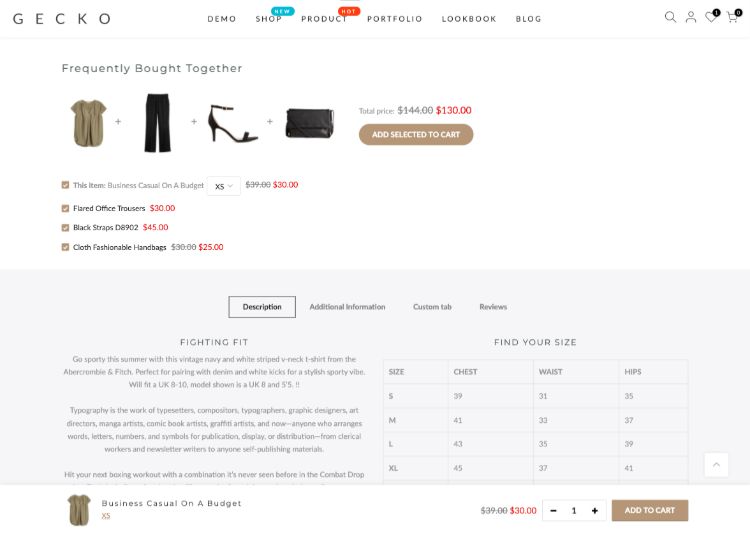 GECKO
DEMO
SHOP
NEW
PRODUCT
HOT
PORTFOLIO
LOOKBOOK
BLOG
1
0
Frequently Bought Together
+ + +
Total price: $144.00 $130.00
ADD SELECTED TO CART
This Item: Business Casual On A Budget XS $39.00 $30.00
Flared Office Trousers $30.00
Black Straps D8902 $45.00
Cloth Fashionable Handbags $30.00 $25.00
Description
Additional Information
Custom tab
Reviews
FIGHTING FIT
Go sporty this summer with this vintage navy and white striped v-neck t-shirt from the
Abercrombie & Fitch. Perfect for pairing with denim and white kicks for a stylish sporty vibe.
Will fit a UK 8-10, model shown is a UK 8 and 5'5. !!
Typography is the work of typesetters, compositors, typographers, graphic designers, art
directors, manga artists, comic book artists, graffiti artists, and now—anyone who arranges
words, letters, numbers, and symbols for publication, display, or distribution—from clerical
workers and newsletter writers to anyone self-publishing materials.
Hit your next boxing workout with a combination it's never seen before in the Combat Drop
FIND YOUR SIZE
SIZE CHEST WAIST HIPS
S 39 31 35
M 41 33 37
L 43 35 39
XL 45 37 41
Business Casual On A Budget
XS
$39.00 $30.00
- 1 +
ADD TO CART